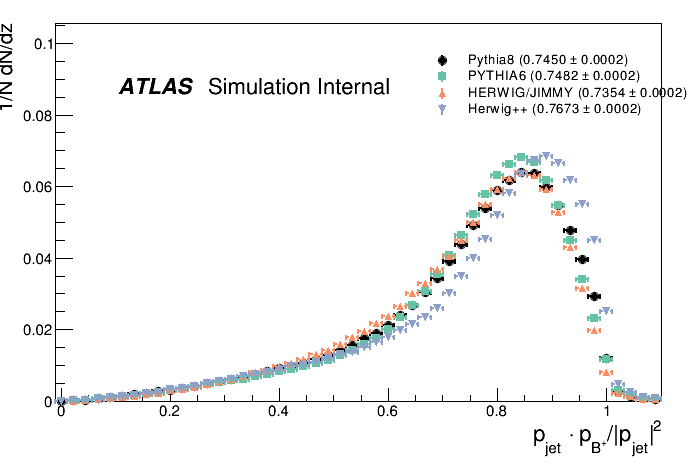 1/N dN/dz
0.1
0.08
0.06
0.04
0.02
0
ATLAS Simulation Internal
Pythia8 (0.7450 ± 0.0002)
PYTHIA6 (0.7482 ± 0.0002)
HERWIG/JIMMY (0.7354 ± 0.0002)
Herwig++ (0.7673 ± 0.0002)
0 0.2 0.4 0.6 0.8 1
p_jet · p_B⁺/|p_jet|²